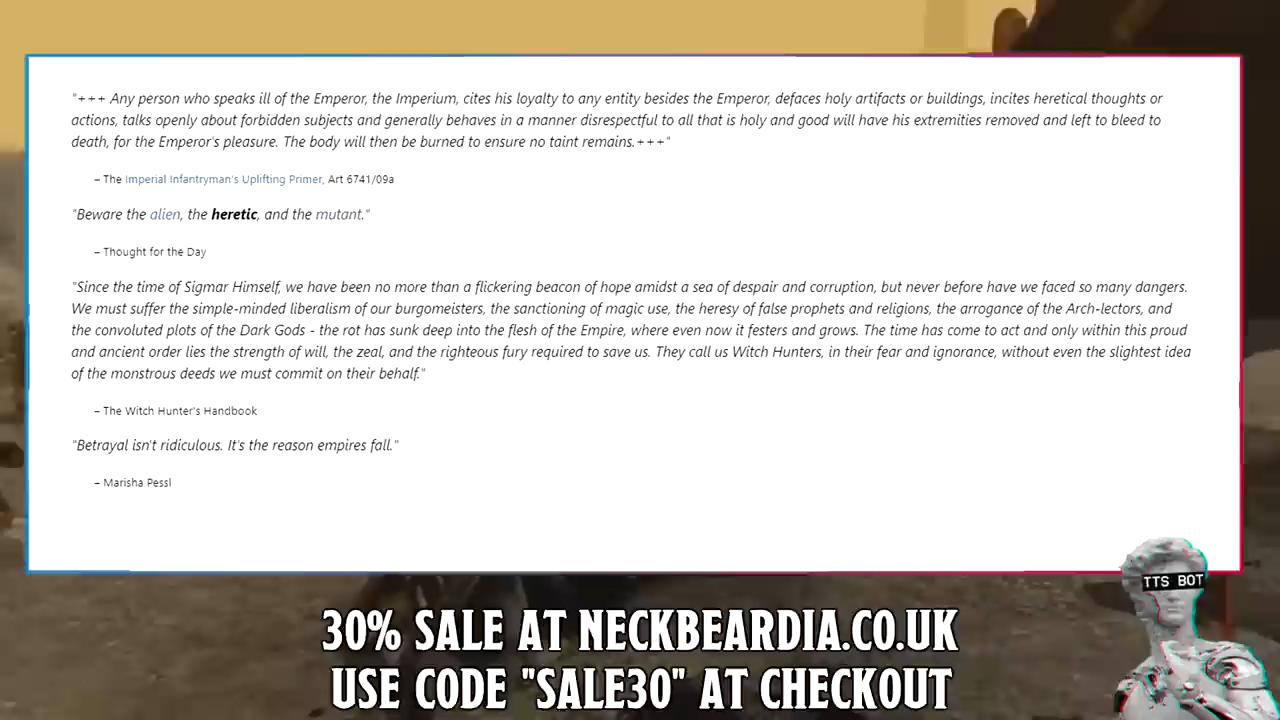 "+++ Any person who speaks ill of the Emperor, the Imperium, cites his loyalty to any entity besides the Emperor, defaces holy artifacts or buildings, incites heretical thoughts or
actions, talks openly about forbidden subjects and generally behaves in a manner disrespectful to all that is holy and good will have his extremities removed and left to bleed to
death, for the Emperor's pleasure. The body will then be burned to ensure no taint remains.+++"
– The Imperial Infantryman's Uplifting Primer, Art 6741/09a
"Beware the alien, the heretic, and the mutant."
– Thought for the Day
"Since the time of Sigmar Himself, we have been no more than a flickering beacon of hope amidst a sea of despair and corruption, but never before have we faced so many dangers.
We must suffer the simple-minded liberalism of our burgomeisters, the sanctioning of magic use, the heresy of false prophets and religions, the arrogance of the Arch-lectors, and
the convoluted plots of the Dark Gods - the rot has sunk deep into the flesh of the Empire, where even now it festers and grows. The time has come to act and only within this proud
and ancient order lies the strength of will, the zeal, and the righteous fury required to save us. They call us Witch Hunters, in their fear and ignorance, without even the slightest idea
of the monstrous deeds we must commit on their behalf."
– The Witch Hunter's Handbook
"Betrayal isn't ridiculous. It's the reason empires fall."
– Marisha Pessl
TTS BOT
30% SALE AT NECKBEARDIA.CO.UK
USE CODE "SALE30" AT CHECKOUT